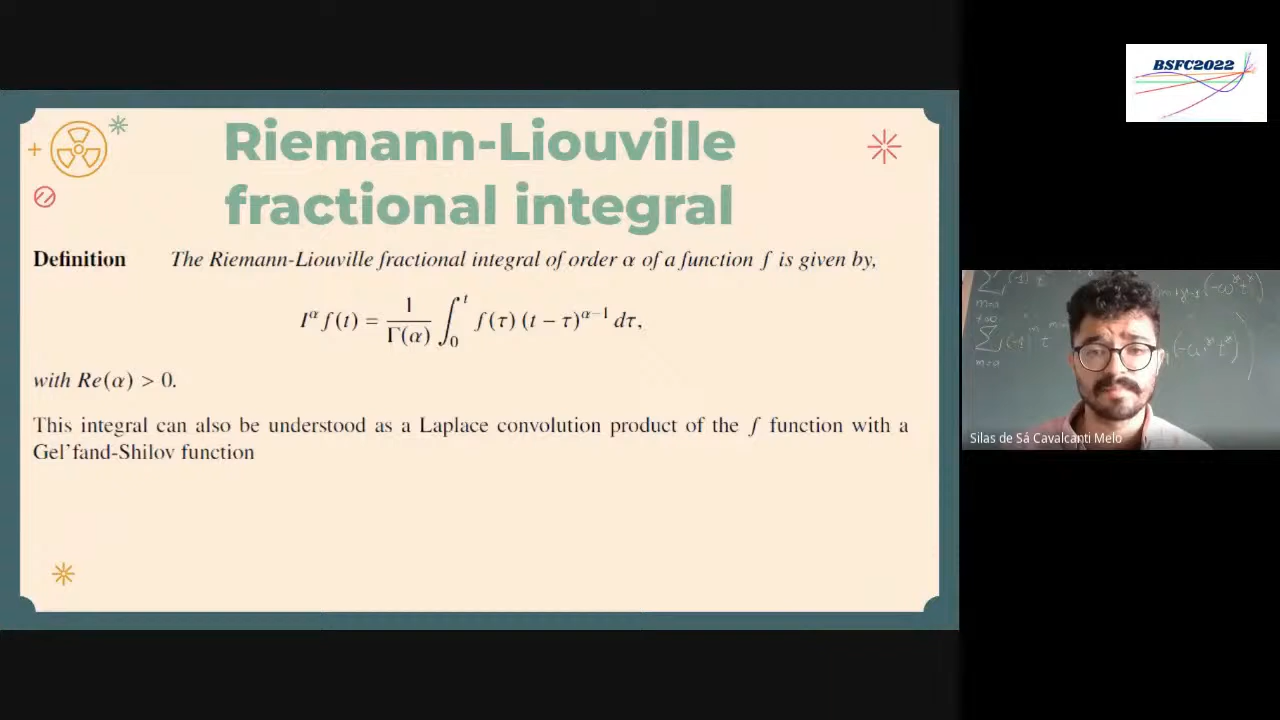 BSFC2022
Riemann-Liouville
fractional integral
Definition The Riemann-Liouville fractional integral of order α of a function f is given by,
I^α f(t) = 1/Γ(α) ∫_0^t f(τ) (t − τ)^{α−1} dτ,
with Re(α) > 0.
This integral can also be understood as a Laplace convolution product of the f function with a
Gel'fand-Shilov function
Silas de Sá Cavalcanti Melo